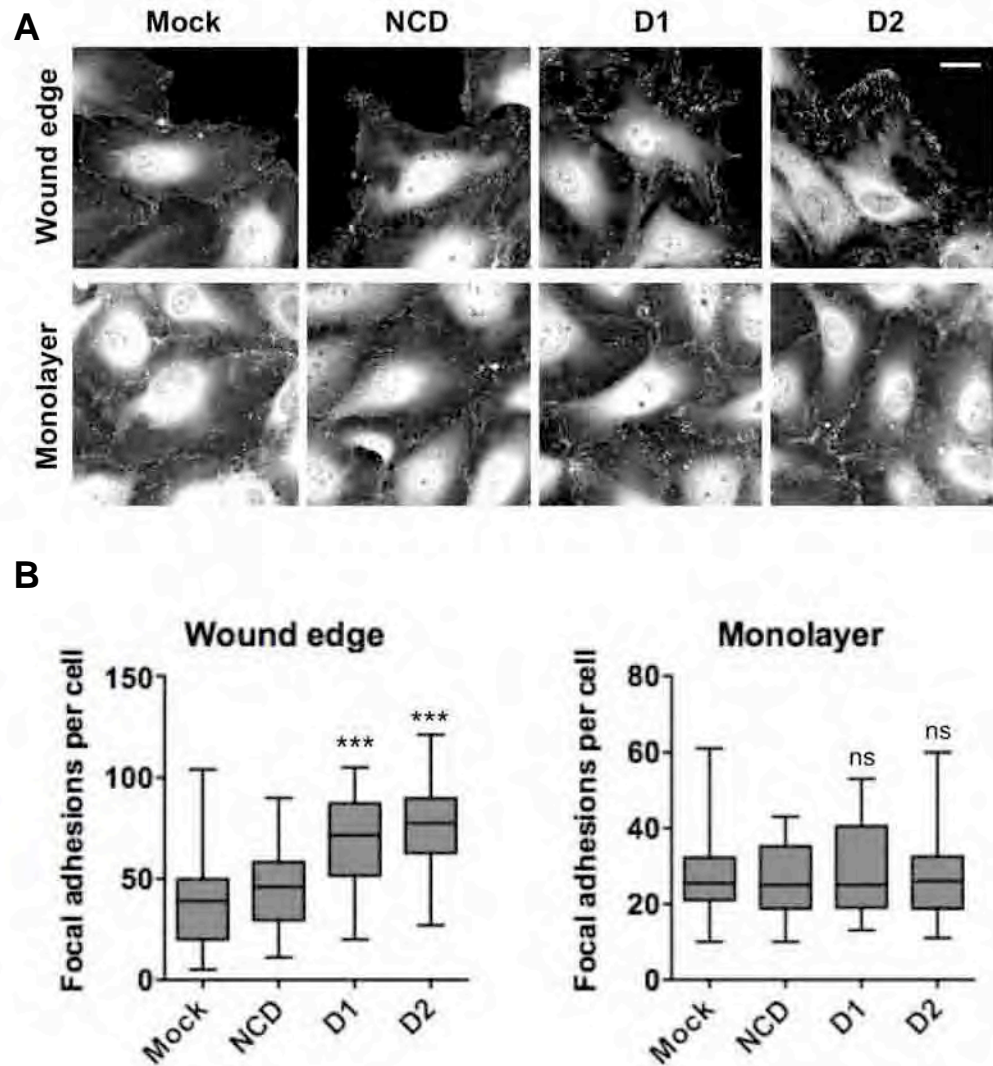 A
Mock NCD D1 D2
Wound edge
Monolayer
B
Wound edge
Focal adhesions per cell
150
100
50
0
*** ***
Mock NCD D1 D2
Monolayer
Focal adhesions per cell
80
60
40
20
0
ns ns
Mock NCD D1 D2